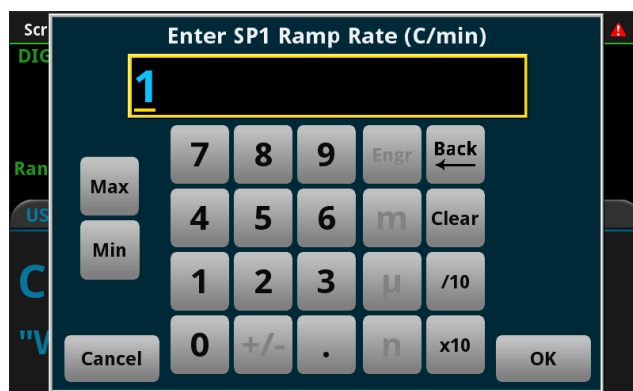 Scr
Enter SP1 Ramp Rate (C/min)
DIG
1
7 8 9 Engr Back
Ran
Max
4 5 6 m Clear
US
Min
1 2 3 µ /10
C
"V
0 +/- . n x10
Cancel
OK